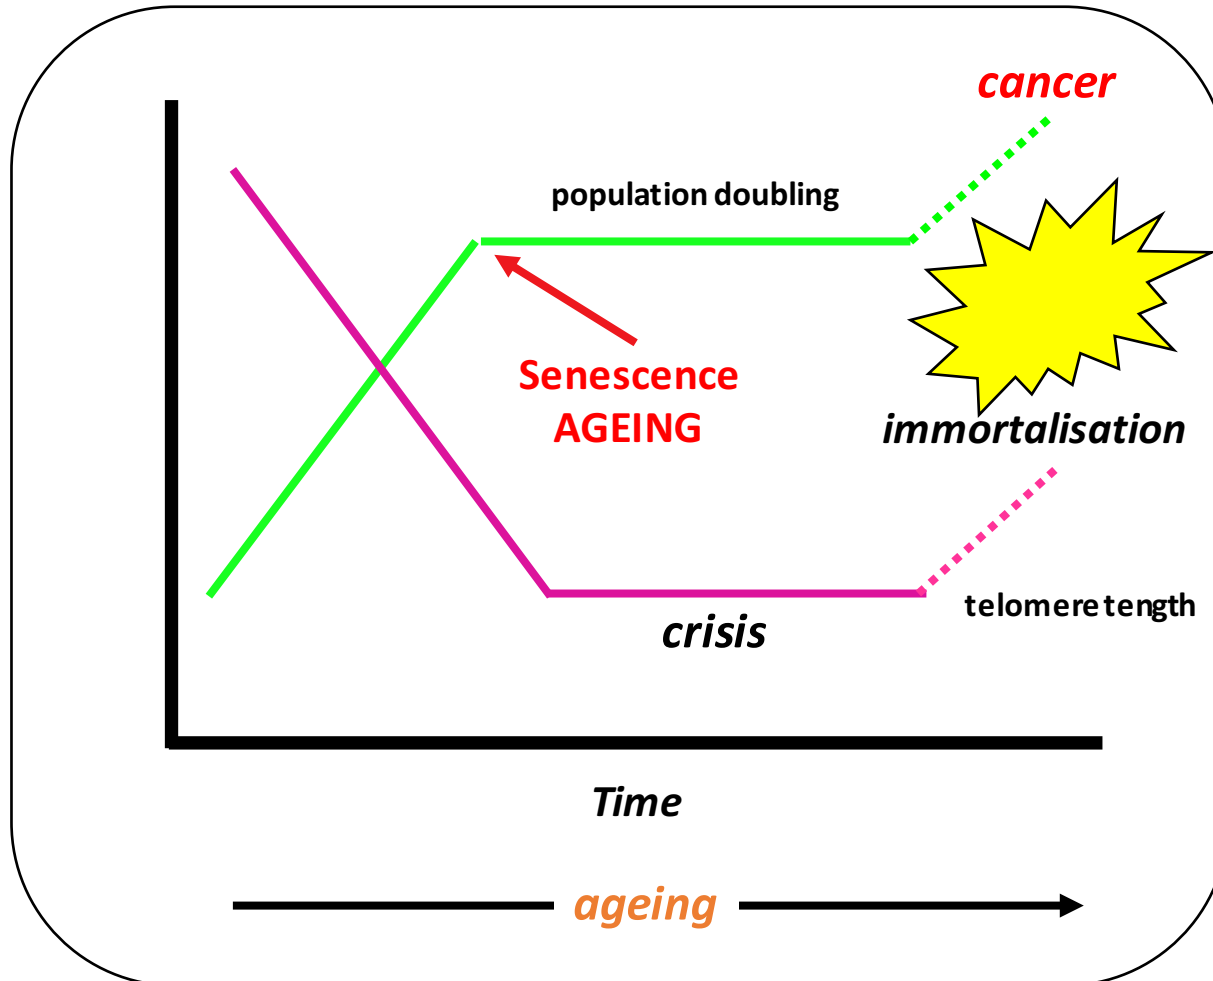 cancer
population doubling
Senescence
AGEING
immortalisation
telomere tength
crisis
Time
ageing